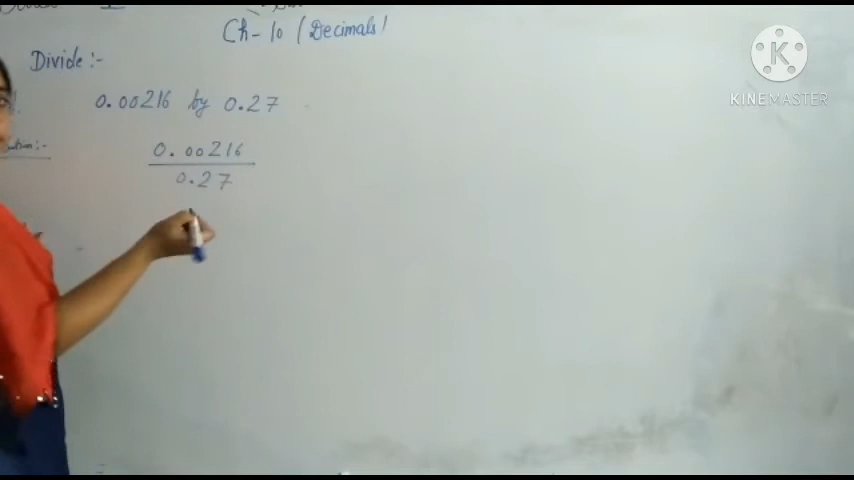 Ch-10 (Decimals)
Divide:-
0.00216 by 0.27
0.00216
0.27
KINEMASTER